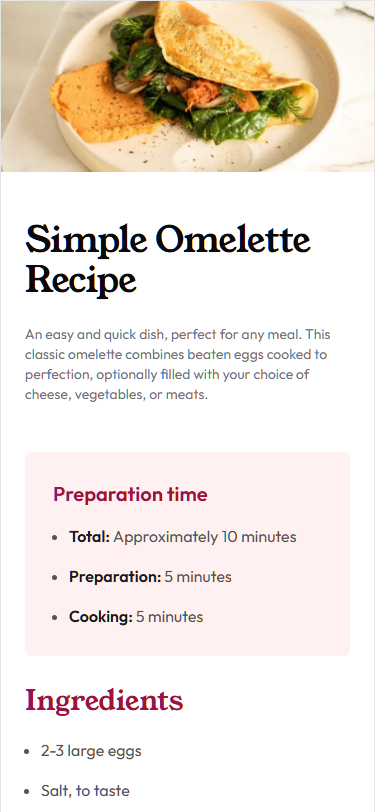 Simple Omelette
Recipe
An easy and quick dish, perfect for any meal. This
classic omelette combines beaten eggs cooked to
perfection, optionally filled with your choice of
cheese, vegetables, or meats.
Preparation time
• Total: Approximately 10 minutes
• Preparation: 5 minutes
• Cooking: 5 minutes
Ingredients
• 2-3 large eggs
• Salt, to taste